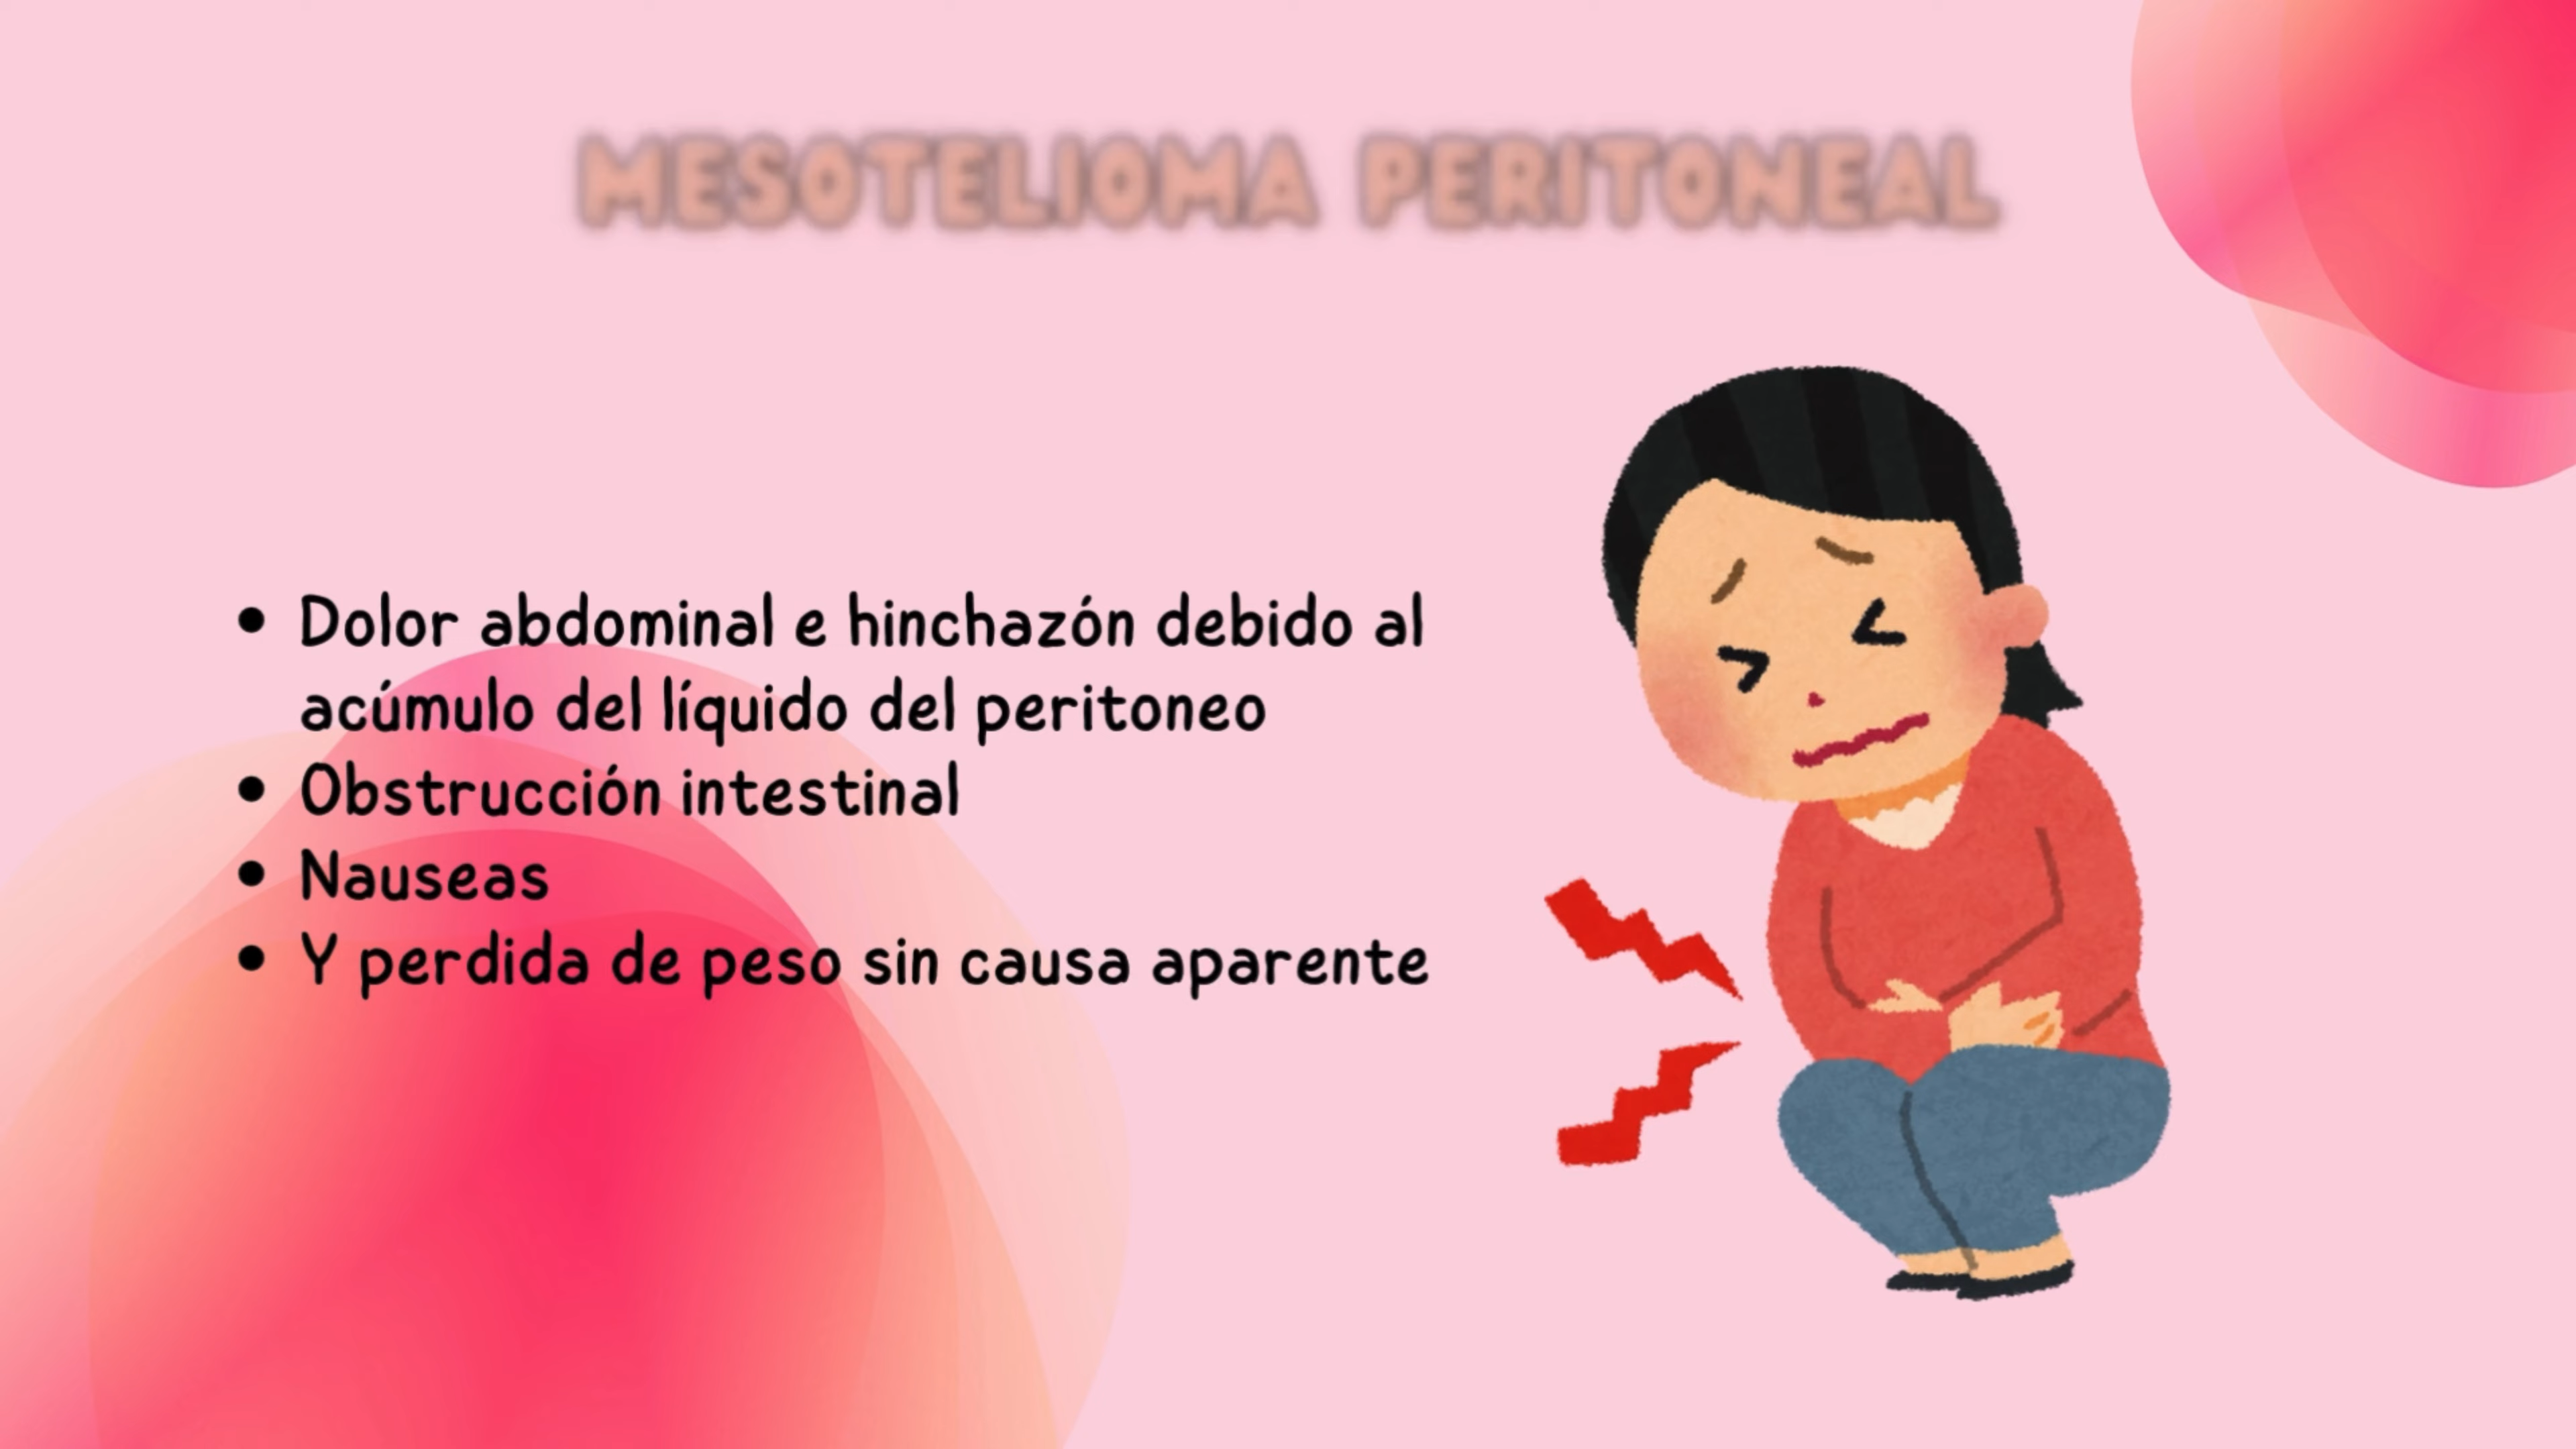 MESOTELIOMA PERITONEAL
• Dolor abdominal e hinchazón debido al
acúmulo del líquido del peritoneo
• Obstrucción intestinal
• Nauseas
• Y perdida de peso sin causa aparente